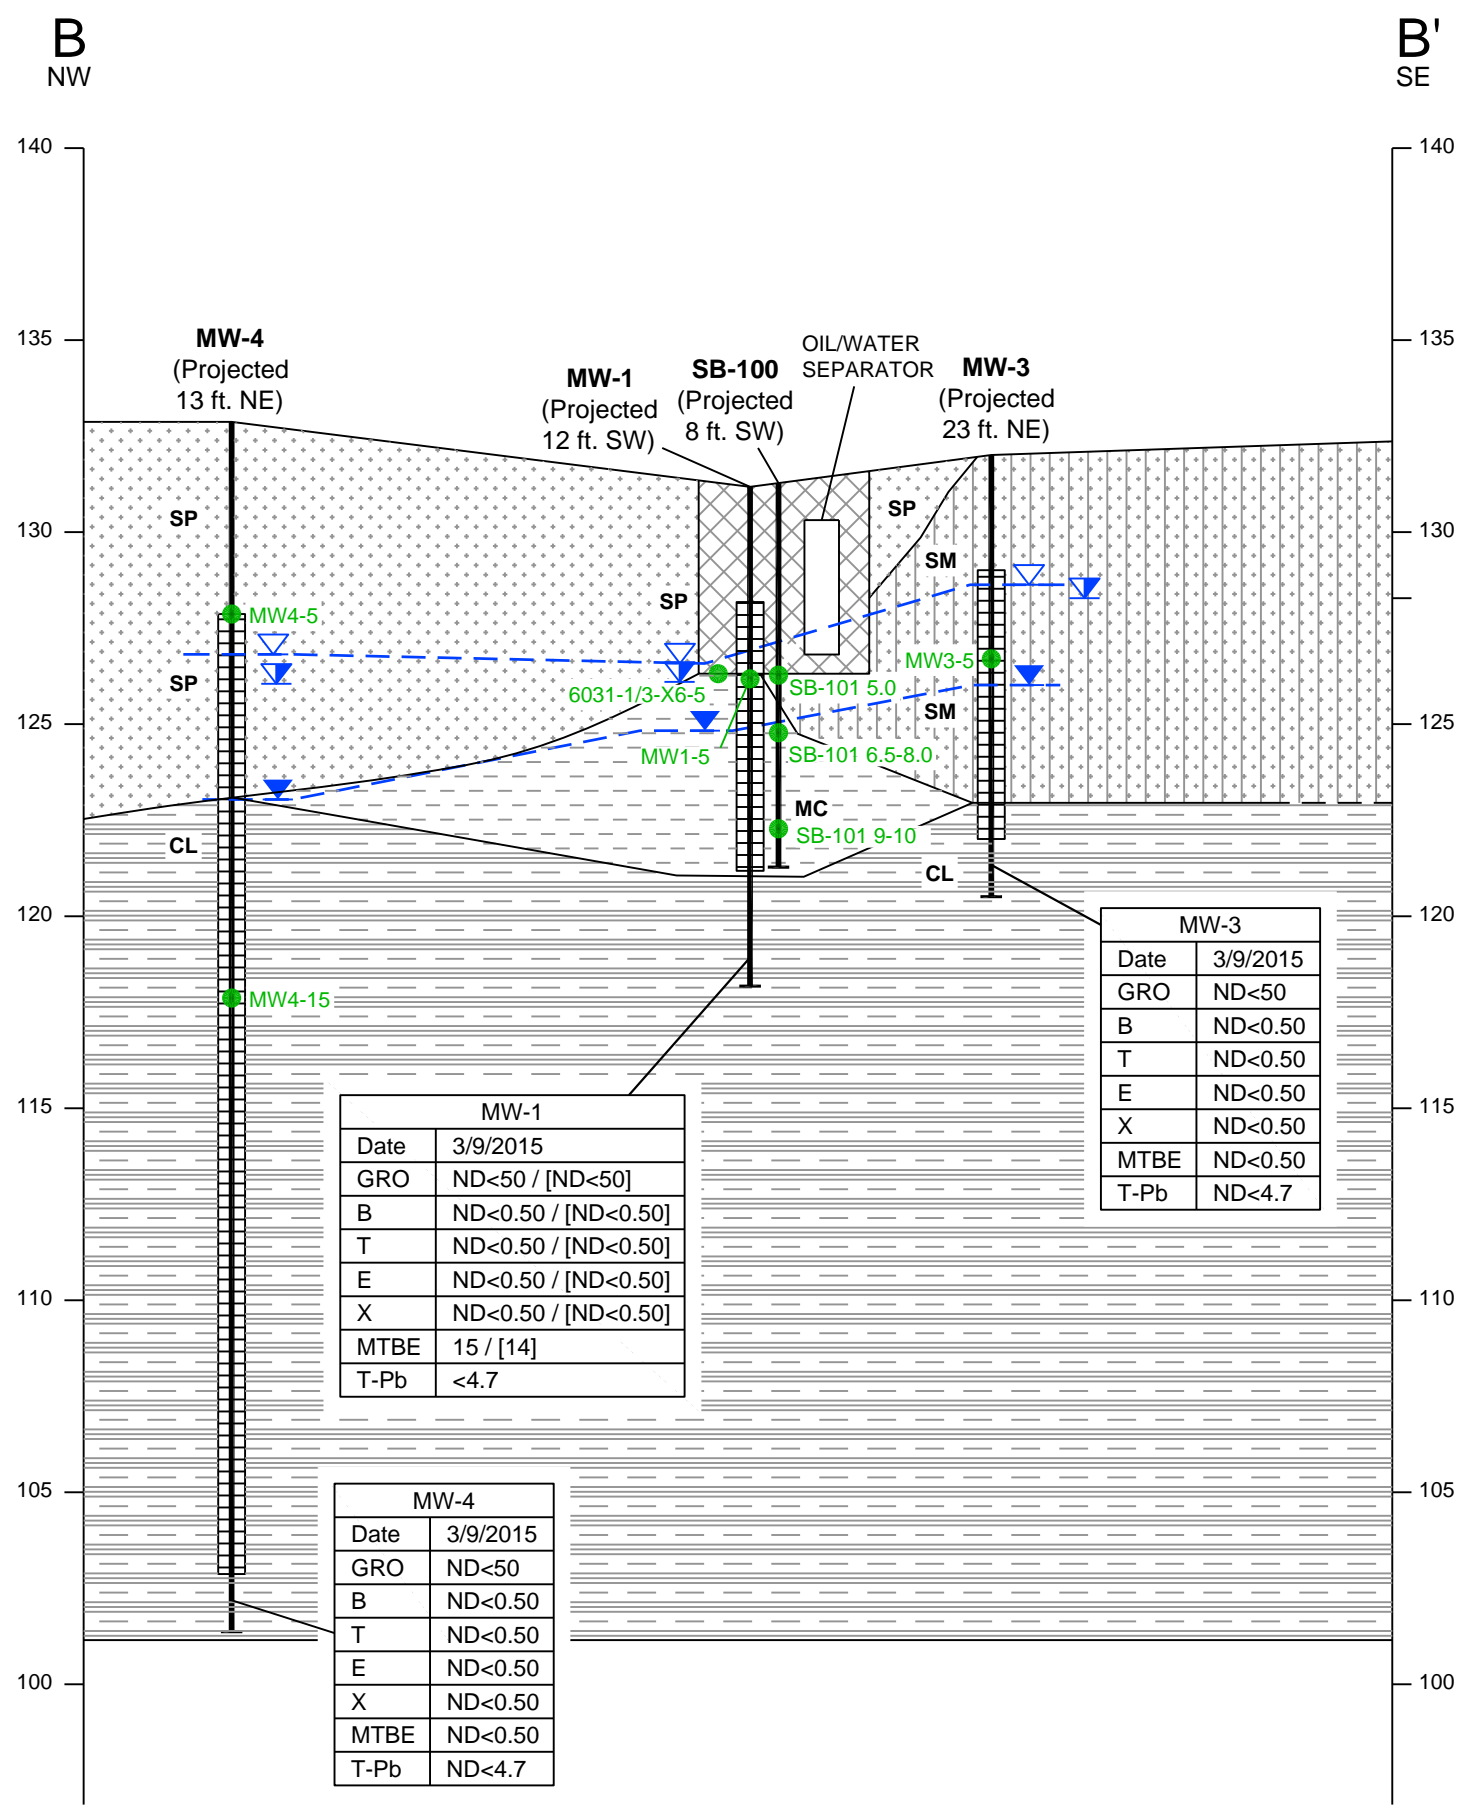 B
NW
B'
SE
140
140
135
135
130
130
125
125
120
120
115
115
110
110
105
105
100
100
MW-4
(Projected
13 ft. NE)
MW-1
(Projected
12 ft. SW)
SB-100
(Projected
8 ft. SW)
OIL/WATER
SEPARATOR
MW-3
(Projected
23 ft. NE)
SP
SP
SM
SP
MW4-5
SP
MW3-5
6031-1/3-X6-5
SB-101 5.0
SM
MW1-5
SB-101 6.5-8.0
MC
SB-101 9-10
CL
CL
MW4-15
MW-3
Date 3/9/2015
GRO ND<50
B ND<0.50
T ND<0.50
E ND<0.50
X ND<0.50
MTBE ND<0.50
T-Pb ND<4.7
MW-1
Date 3/9/2015
GRO ND<50 / [ND<50]
B ND<0.50 / [ND<0.50]
T ND<0.50 / [ND<0.50]
E ND<0.50 / [ND<0.50]
X ND<0.50 / [ND<0.50]
MTBE 15 / [14]
T-Pb <4.7
MW-4
Date 3/9/2015
GRO ND<50
B ND<0.50
T ND<0.50
E ND<0.50
X ND<0.50
MTBE ND<0.50
T-Pb ND<4.7